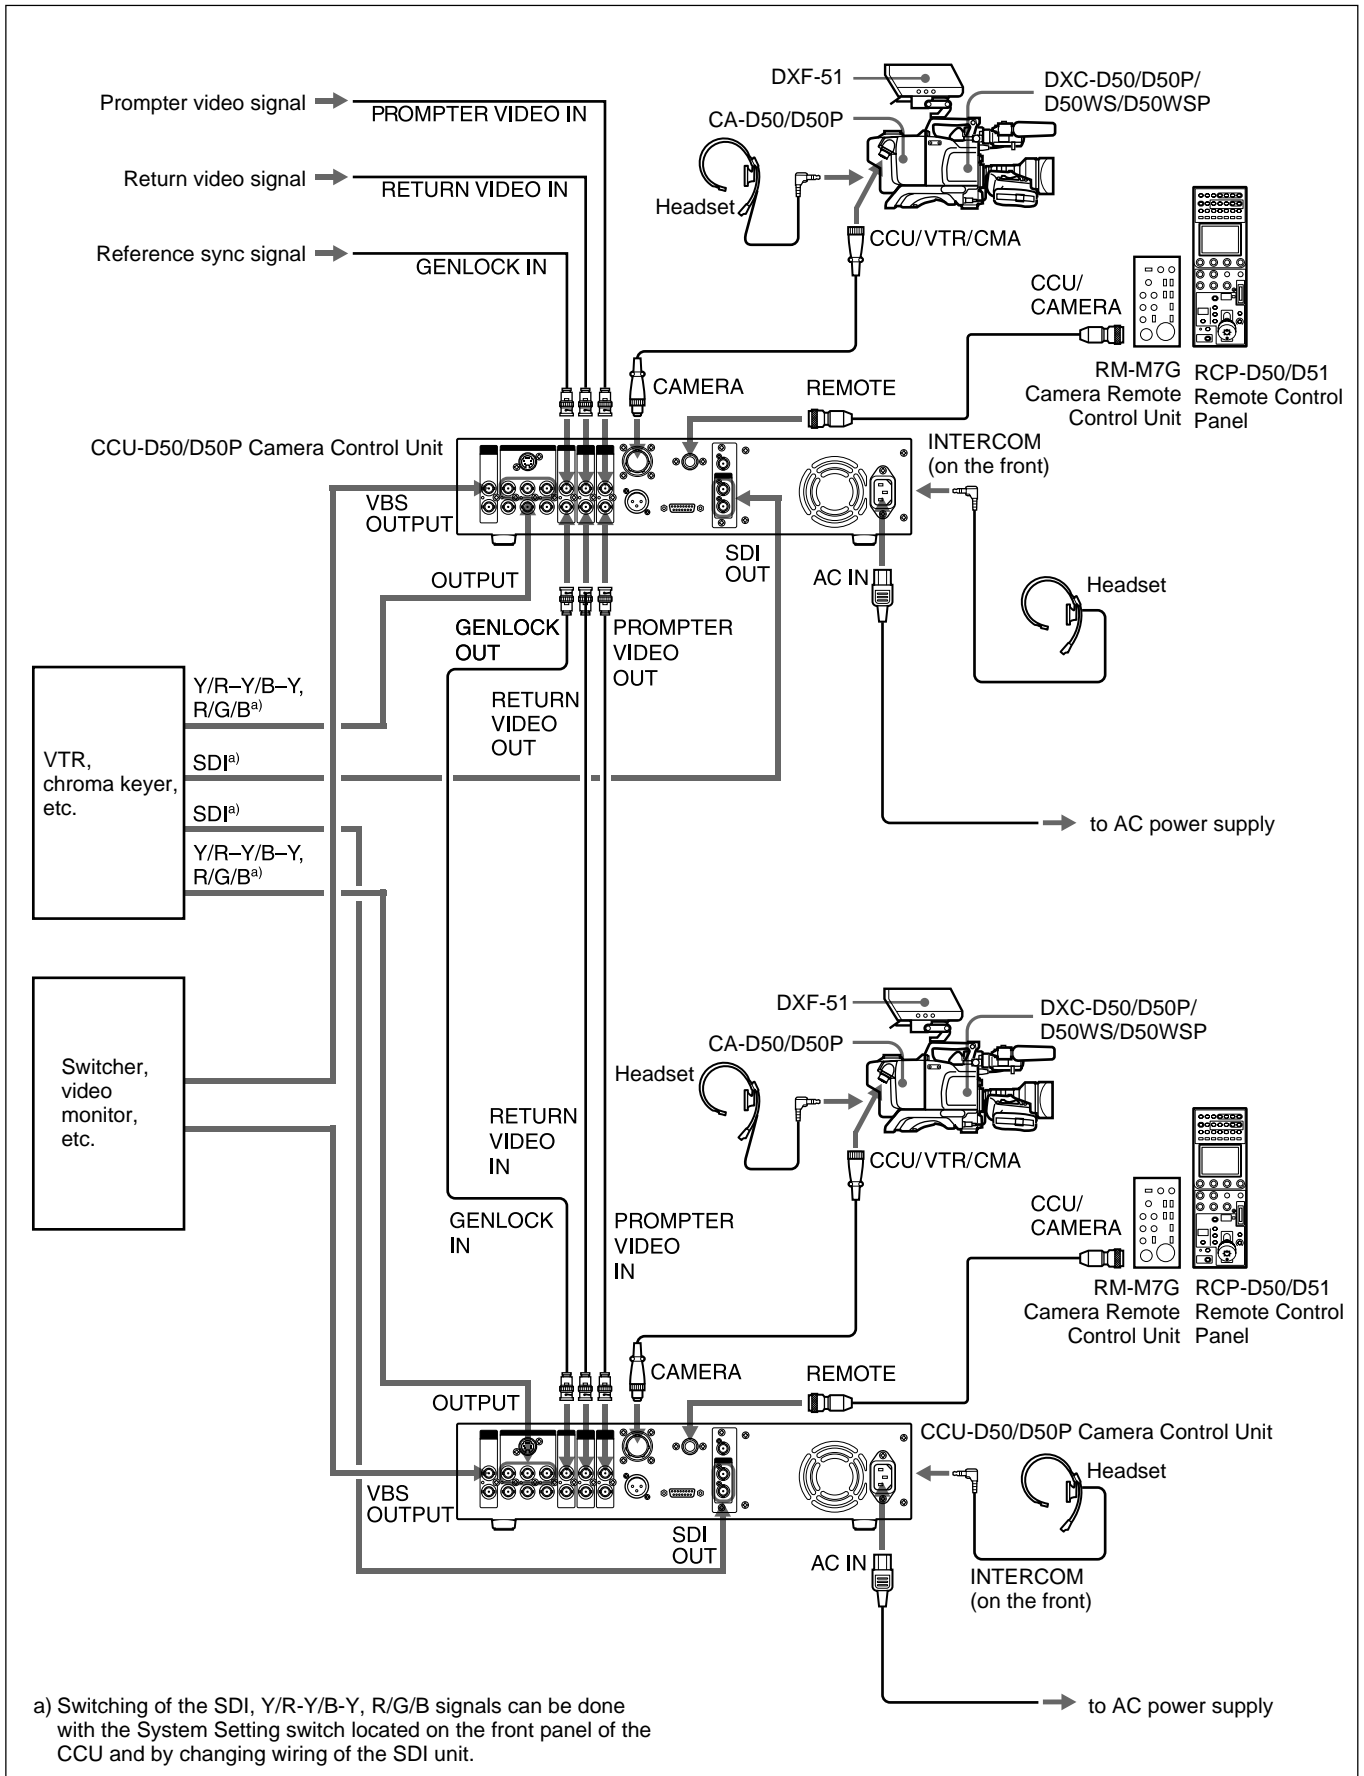 Prompter video signal
PROMPTER VIDEO IN
Return video signal
RETURN VIDEO IN
Reference sync signal
GENLOCK IN
DXF-51
DXC-D50/D50P/
D50WS/D50WSP
CA-D50/D50P
Headset
CCU/VTR/CMA
CCU/
CAMERA
RM-M7G
Camera Remote
Control Unit
RCP-D50/D51
Remote Control
Panel
CAMERA
REMOTE
CCU-D50/D50P Camera Control Unit
INTERCOM
(on the front)
VBS
OUTPUT
OUTPUT
SDI
OUT
AC IN
Headset
GENLOCK
OUT
PROMPTER
VIDEO
OUT
RETURN
VIDEO
OUT
Y/R–Y/B–Y,
R/G/Ba)
VTR,
chroma keyer,
etc.
SDIa)
SDIa)
Y/R–Y/B–Y,
R/G/Ba)
to AC power supply
Switcher,
video
monitor,
etc.
DXF-51
DXC-D50/D50P/
D50WS/D50WSP
CA-D50/D50P
Headset
CCU/VTR/CMA
RETURN
VIDEO
IN
GENLOCK
IN
PROMPTER
VIDEO
IN
CCU/
CAMERA
RM-M7G
Camera Remote
Control Unit
RCP-D50/D51
Remote Control
Panel
CAMERA
REMOTE
OUTPUT
CCU-D50/D50P Camera Control Unit
Headset
VBS
OUTPUT
SDI
OUT
AC IN
INTERCOM
(on the front)
to AC power supply
a) Switching of the SDI, Y/R-Y/B-Y, R/G/B signals can be done
with the System Setting switch located on the front panel of the
CCU and by changing wiring of the SDI unit.